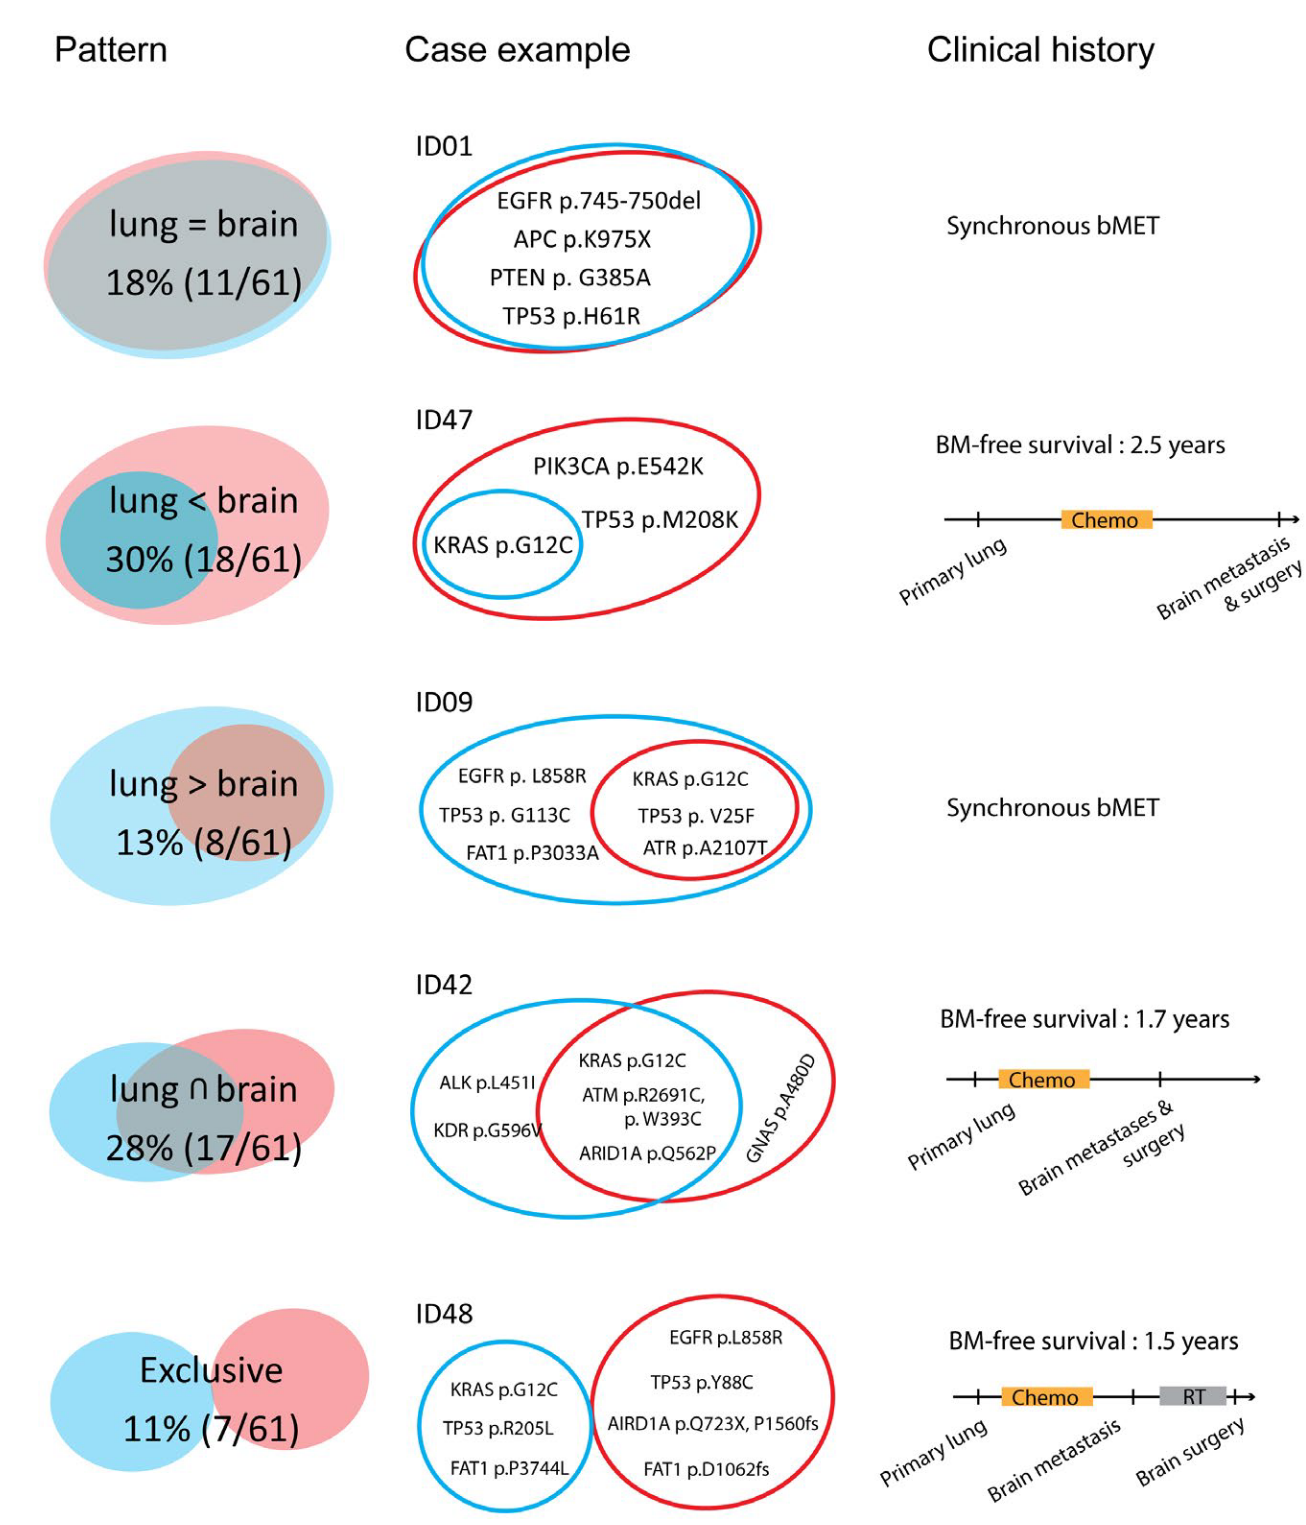 Pattern
Case example
Clinical history
lung = brain
18% (11/61)
ID01
EGFR p.745-750del
APC p.K975X
PTEN p. G385A
TP53 p.H61R
Synchronous bMET
lung < brain
30% (18/61)
ID47
PIK3CA p.E542K
TP53 p.M208K
KRAS p.G12C
BM-free survival : 2.5 years
Chemo
Primary lung
Brain metastasis
& surgery
lung > brain
13% (8/61)
ID09
EGFR p. L858R
TP53 p. G113C
FAT1 p.P3033A
KRAS p.G12C
TP53 p. V25F
ATR p.A2107T
Synchronous bMET
lung ∩ brain
28% (17/61)
ID42
ALK p.L451I
KDR p.G596V
KRAS p.G12C
ATM p.R2691C,
p. W393C
ARID1A p.Q562P
GNAS p.A480D
BM-free survival : 1.7 years
Chemo
Primary lung
Brain metastases &
surgery
Exclusive
11% (7/61)
ID48
KRAS p.G12C
TP53 p.R205L
FAT1 p.P3744L
EGFR p.L858R
TP53 p.Y88C
AIRD1A p.Q723X, P1560fs
FAT1 p.D1062fs
BM-free survival : 1.5 years
Chemo
RT
Primary lung
Brain metastasis
Brain surgery